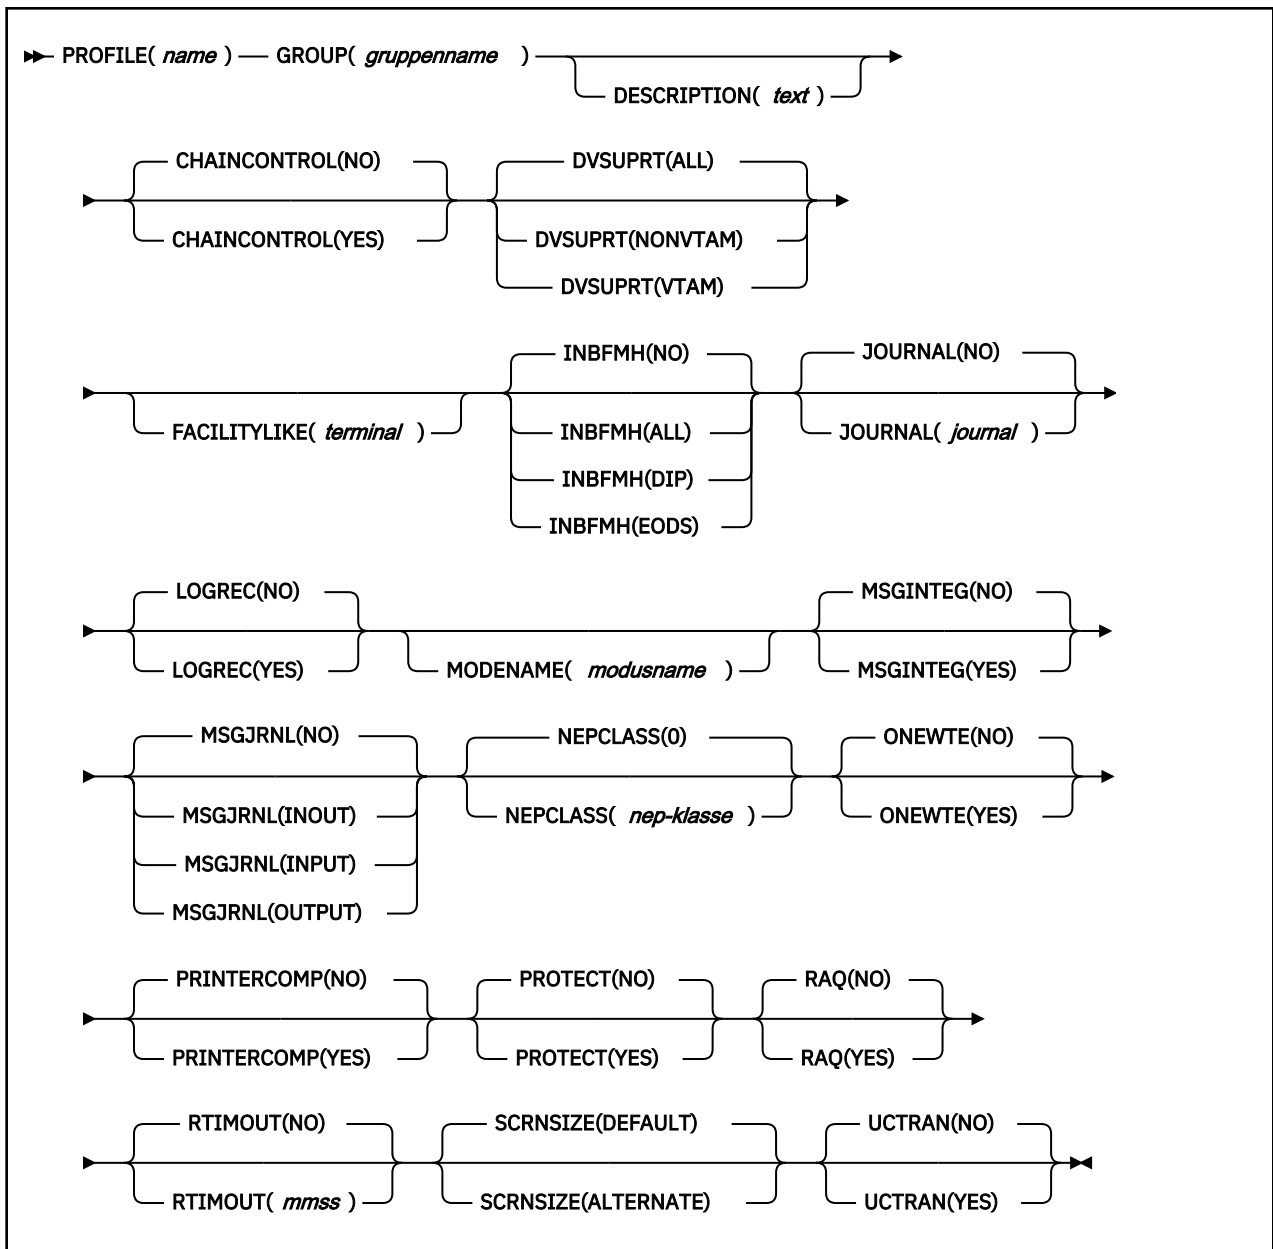 PROFILE( name ) GROUP( gruppenname )
DESCRIPTION( text )
CHAINCONTROL(NO) DVSUPRT(ALL)
CHAINCONTROL(YES) DVSUPRT(NONVTAM)
DVSUPRT(VTAM)
INBFMH(NO) JOURNAL(NO)
FACILITYLIKE( terminal ) INBFMH(ALL) JOURNAL( journal )
INBFMH(DIP)
INBFMH(EODS)
LOGREC(NO) MSGINTEG(NO)
LOGREC(YES) MODENAME( modusname ) MSGINTEG(YES)
MSGJRNL(NO) NEPCLASS(0) ONEWTE(NO)
MSGJRNL(INOUT) NEPCLASS( nep-klasse ) ONEWTE(YES)
MSGJRNL(INPUT)
MSGJRNL(OUTPUT)
PRINTERCOMP(NO) PROTECT(NO) RAQ(NO)
PRINTERCOMP(YES) PROTECT(YES) RAQ(YES)
RTIMOUT(NO) SCRNSIZE(DEFAULT) UCTRAN(NO)
RTIMOUT( mmss ) SCRNSIZE(ALTERNATE) UCTRAN(YES)